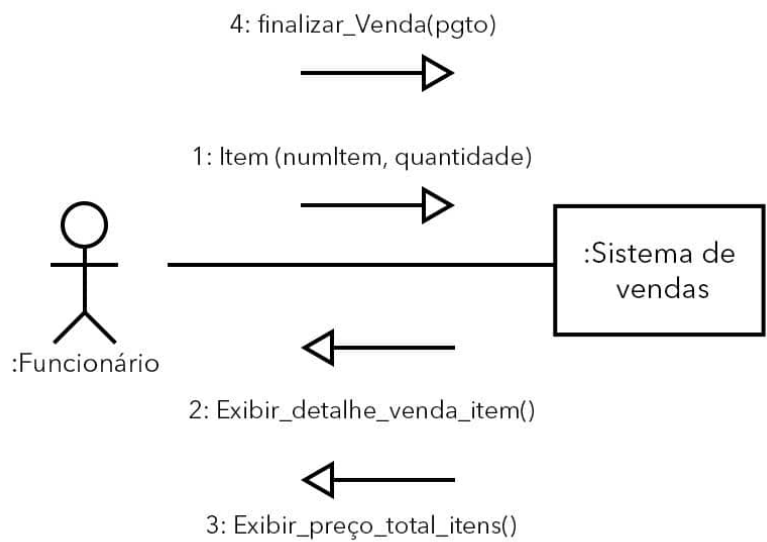 4: finalizar_Venda(pgto)
1: Item (numItem, quantidade)
:Sistema de
vendas
:Funcionário
2: Exibir_detalhe_venda_item()
3: Exibir_preço_total_itens()